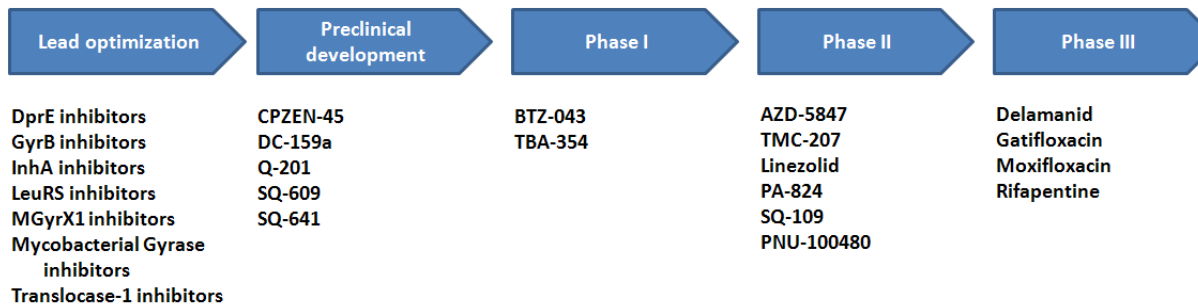 Lead optimization
Preclinical
development
Phase I
Phase II
Phase III
DprE inhibitors
GyrB inhibitors
InhA inhibitors
LeuRS inhibitors
MGyrX1 inhibitors
Mycobacterial Gyrase
inhibitors
Translocase-1 inhibitors
CPZEN-45
DC-159a
Q-201
SQ-609
SQ-641
BTZ-043
TBA-354
AZD-5847
TMC-207
Linezolid
PA-824
SQ-109
PNU-100480
Delamanid
Gatifloxacin
Moxifloxacin
Rifapentine